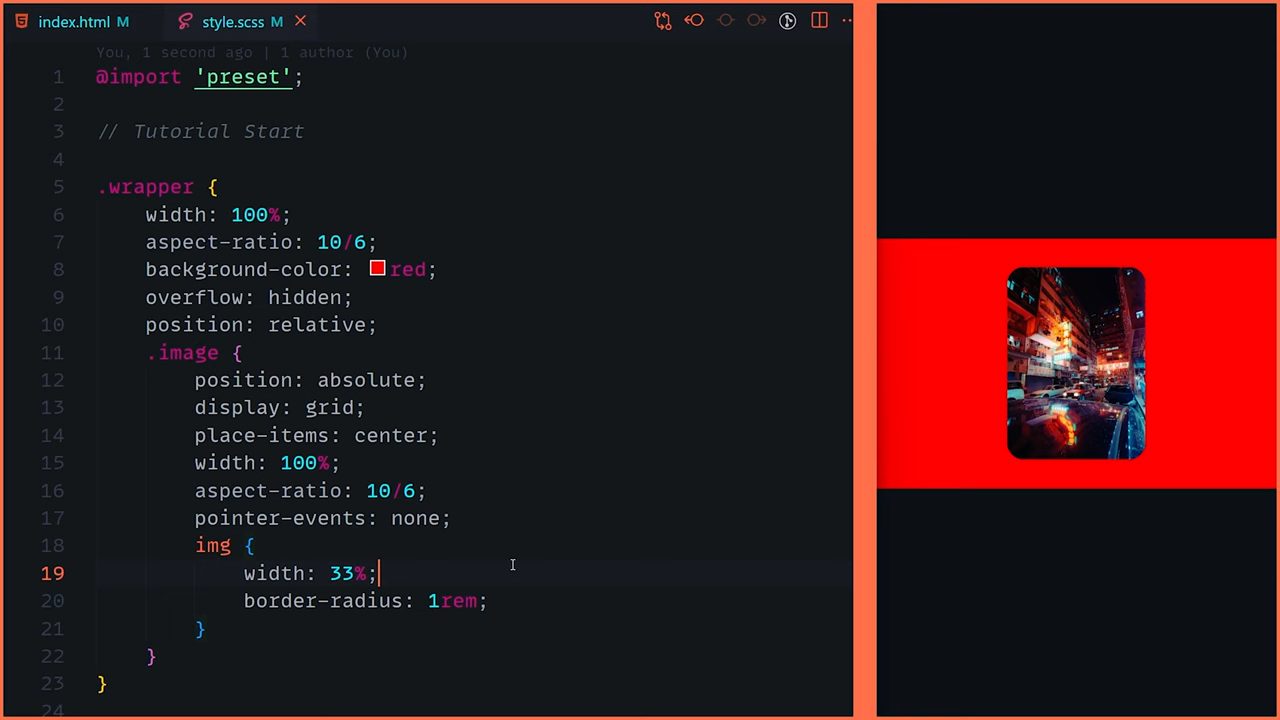 index.html M
style.scss M
You, 1 second ago | 1 author (You)
1 @import 'preset';
2
3 // Tutorial Start
4
5 .wrapper {
6 width: 100%;
7 aspect-ratio: 10/6;
8 background-color: red;
9 overflow: hidden;
10 position: relative;
11 .image {
12 position: absolute;
13 display: grid;
14 place-items: center;
15 width: 100%;
16 aspect-ratio: 10/6;
17 pointer-events: none;
18 img {
19 width: 33%;
20 border-radius: 1rem;
21 }
22 }
23 }
24